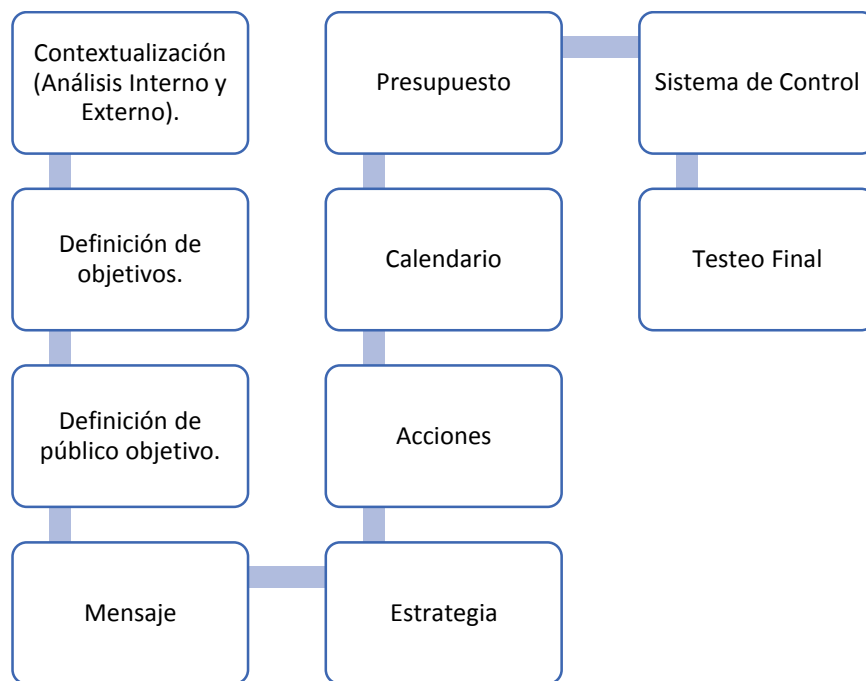 Contextualización
(Análisis Interno y
Externo).
Definición de
objetivos.
Definición de
público objetivo.
Mensaje
Estrategia
Acciones
Calendario
Presupuesto
Sistema de Control
Testeo Final